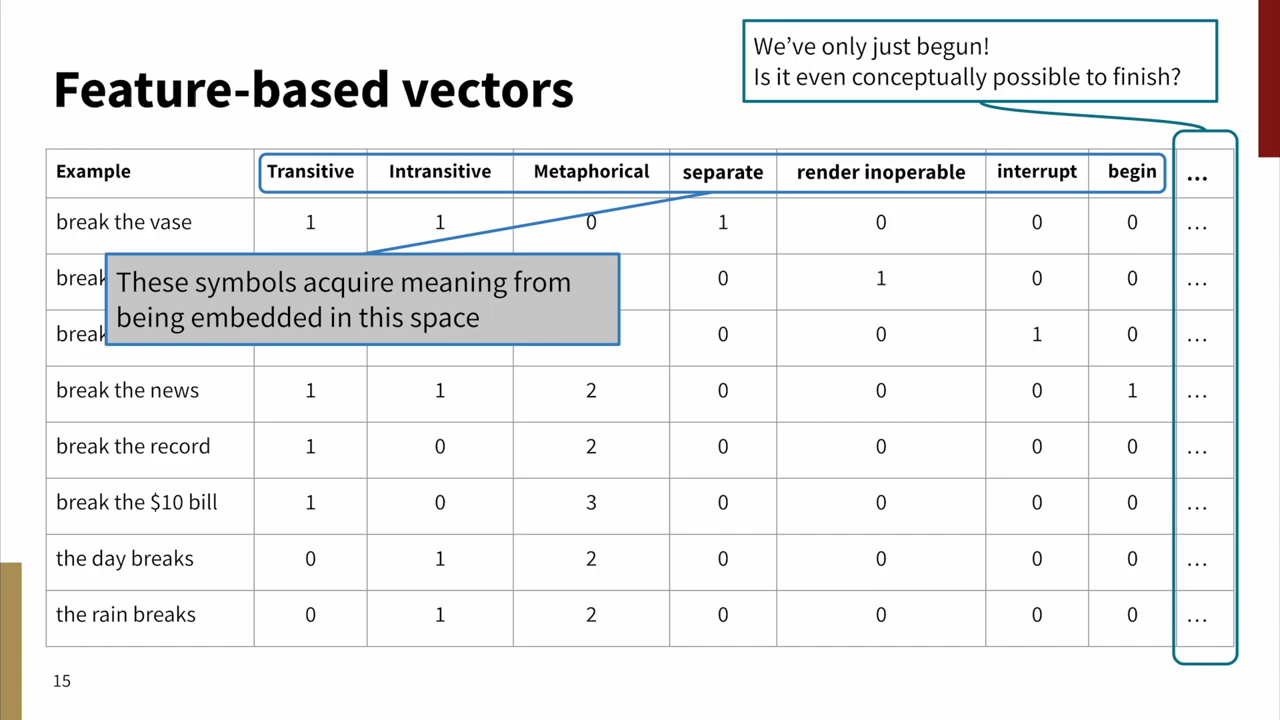 We've only just begun!
Is it even conceptually possible to finish?
Feature-based vectors
Example Transitive Intransitive Metaphorical separate render inoperable interrupt begin ...
break the vase 1 1 0 1 0 0 0 ...
break 0 1 0 0 ...
These symbols acquire meaning from
being embedded in this space
break 0 0 1 0 ...
break the news 1 1 2 0 0 0 1 ...
break the record 1 0 2 0 0 0 0 ...
break the $10 bill 1 0 3 0 0 0 0 ...
the day breaks 0 1 2 0 0 0 0 ...
the rain breaks 0 1 2 0 0 0 0 ...
15